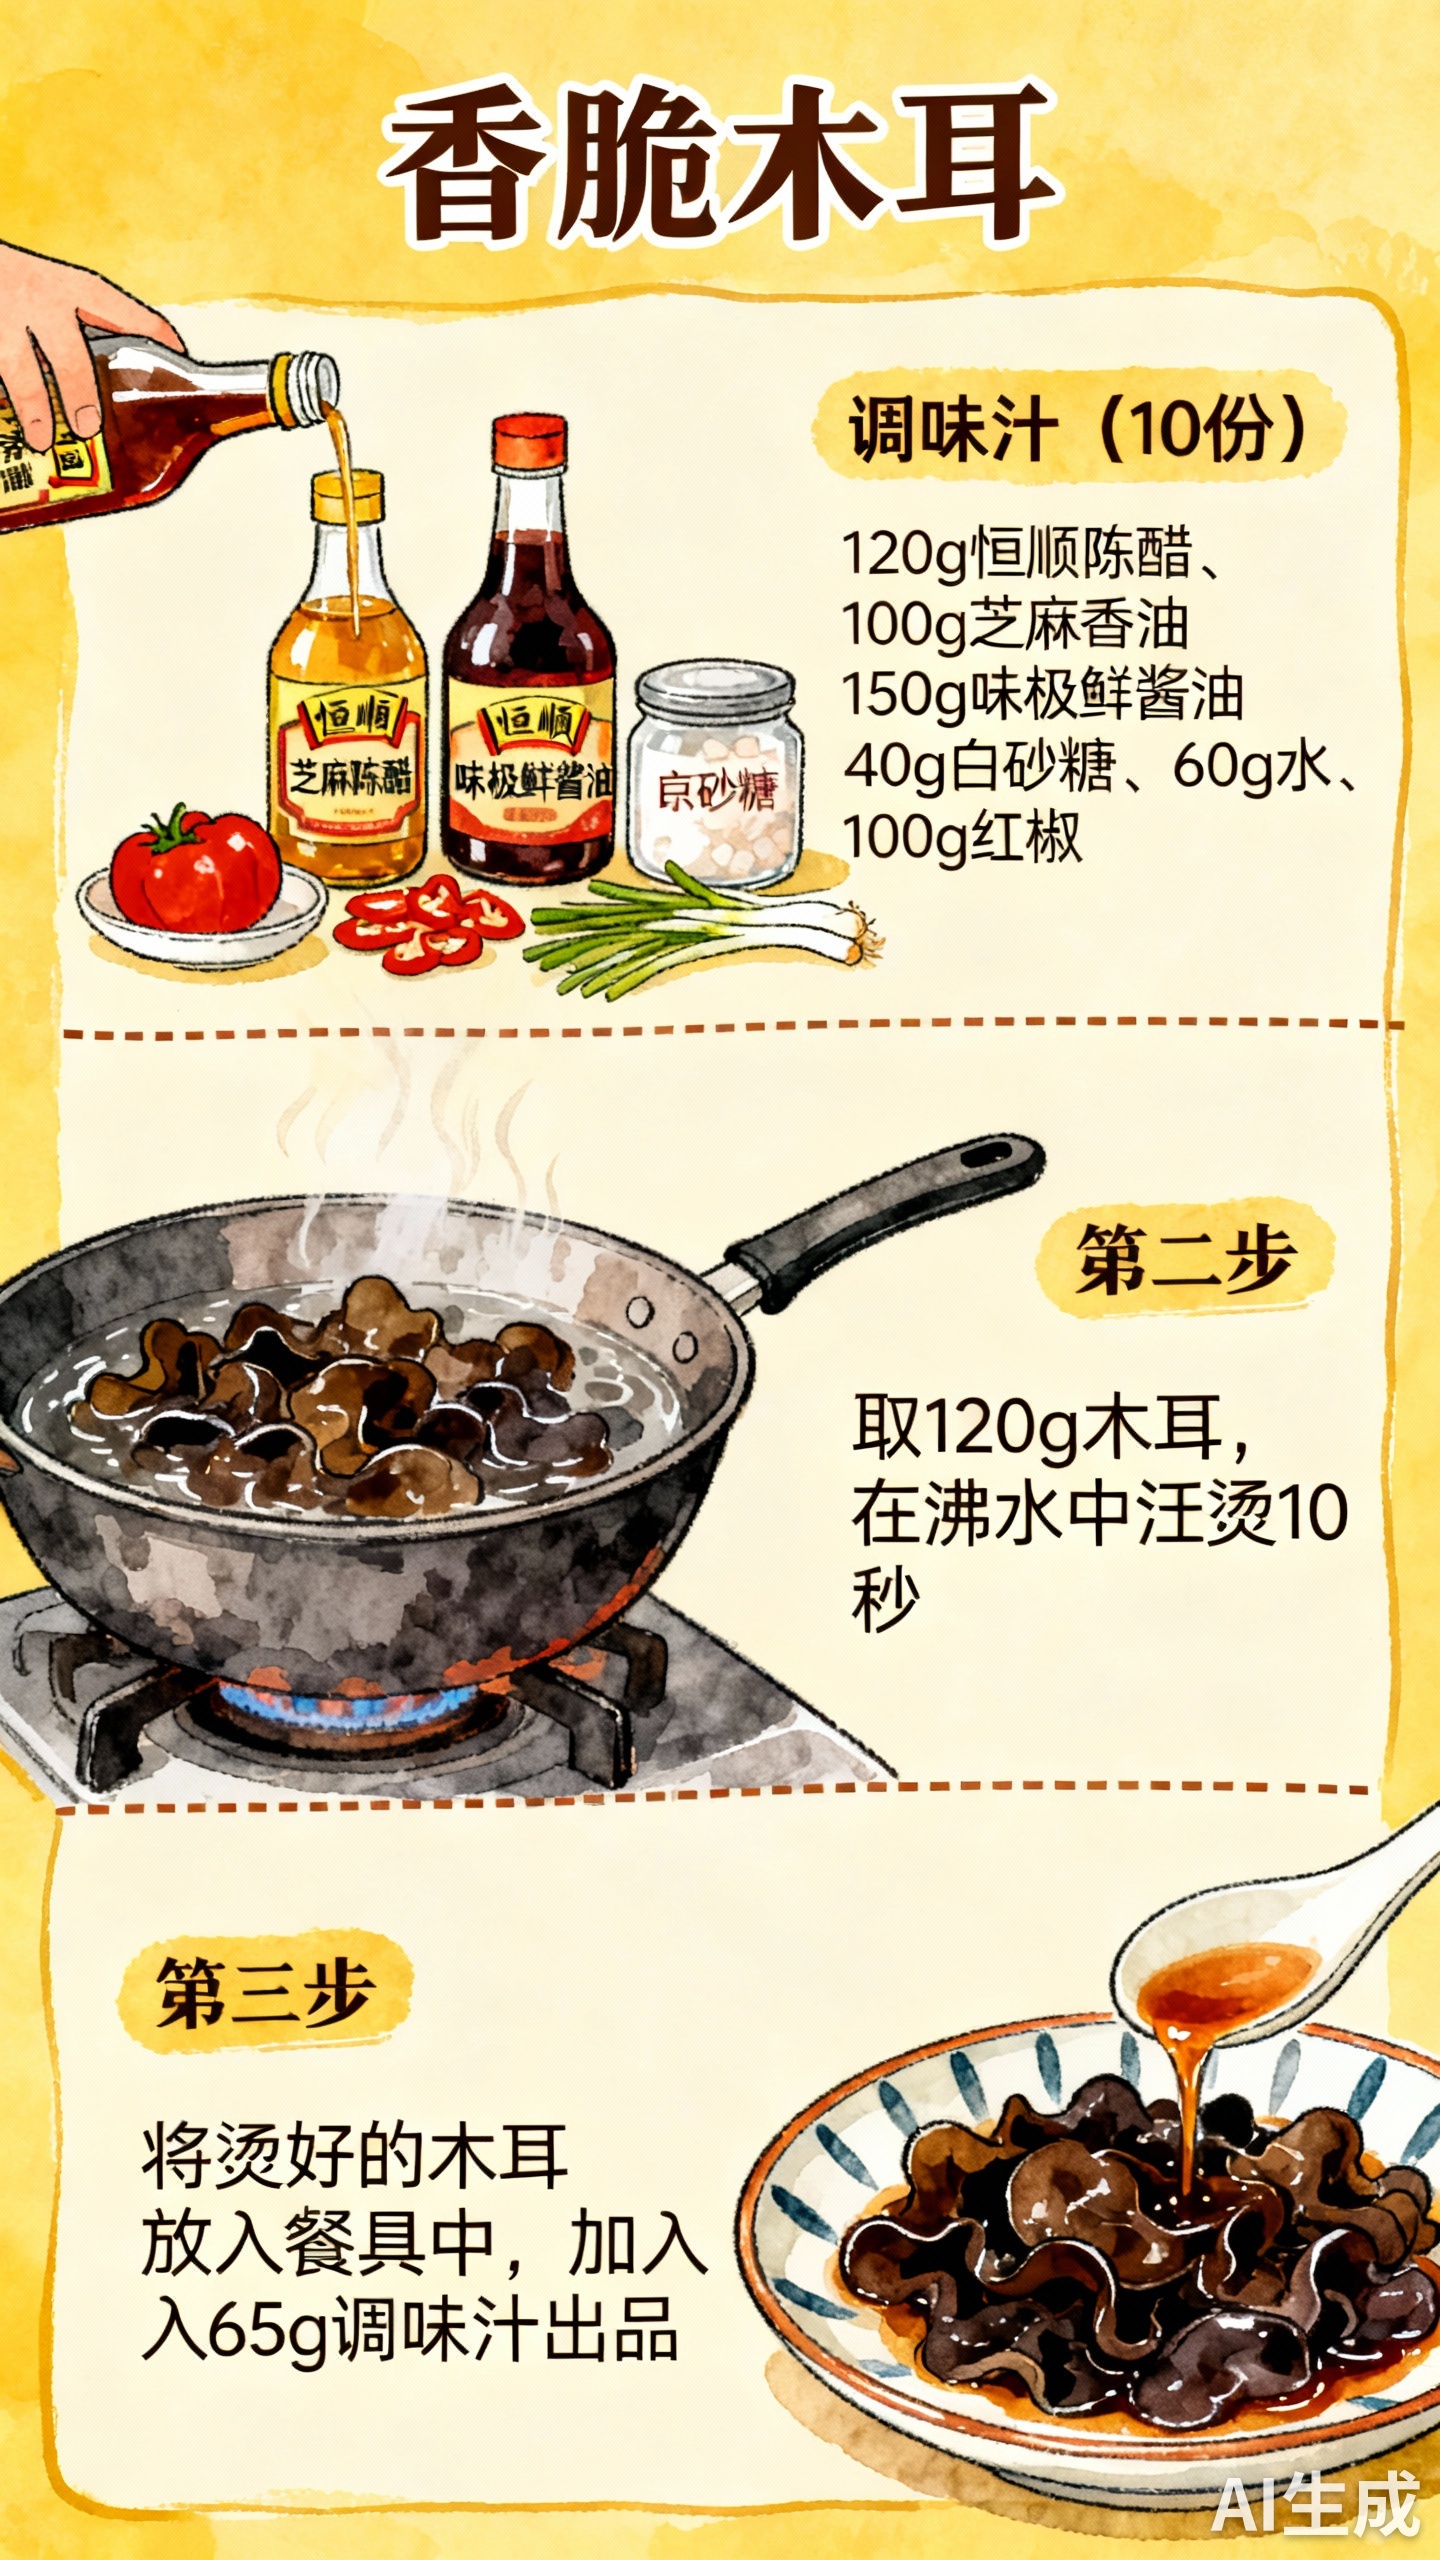 香脆木耳
调味汁（10份）
120g恒顺陈醋、
100g芝麻香油
150g味极鲜酱油
40g白砂糖、60g水、
100g红椒
恒顺
芝麻陈醋
恒顺
味极鲜酱油
京砂糖
第二步
取120g木耳，
在沸水中汪烫10
秒
第三步
将烫好的木耳
放入餐具中，加入
入65g调味汁出品
AI生成